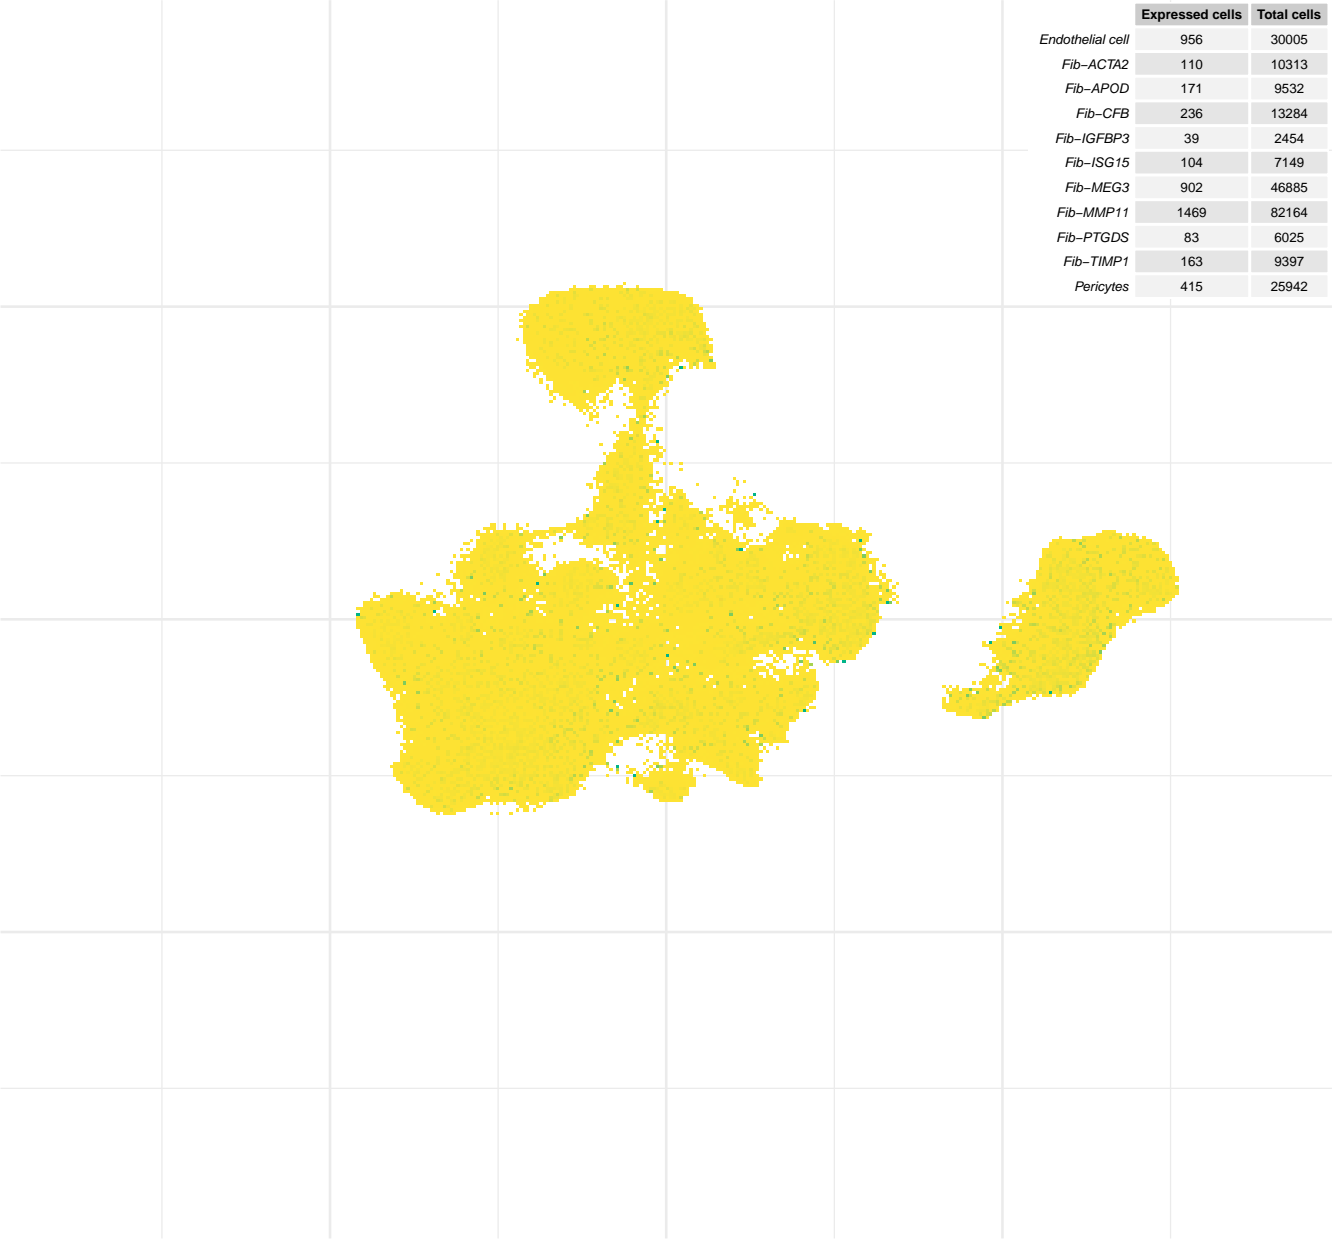 Expressed cells Total cells
Endothelial cell 956 30005
Fib−ACTA2 110 10313
Fib−APOD 171 9532
Fib−CFB 236 13284
Fib−IGFBP3 39 2454
Fib−ISG15 104 7149
Fib−MEG3 902 46885
Fib−MMP11 1469 82164
Fib−PTGDS 83 6025
Fib−TIMP1 163 9397
Pericytes 415 25942